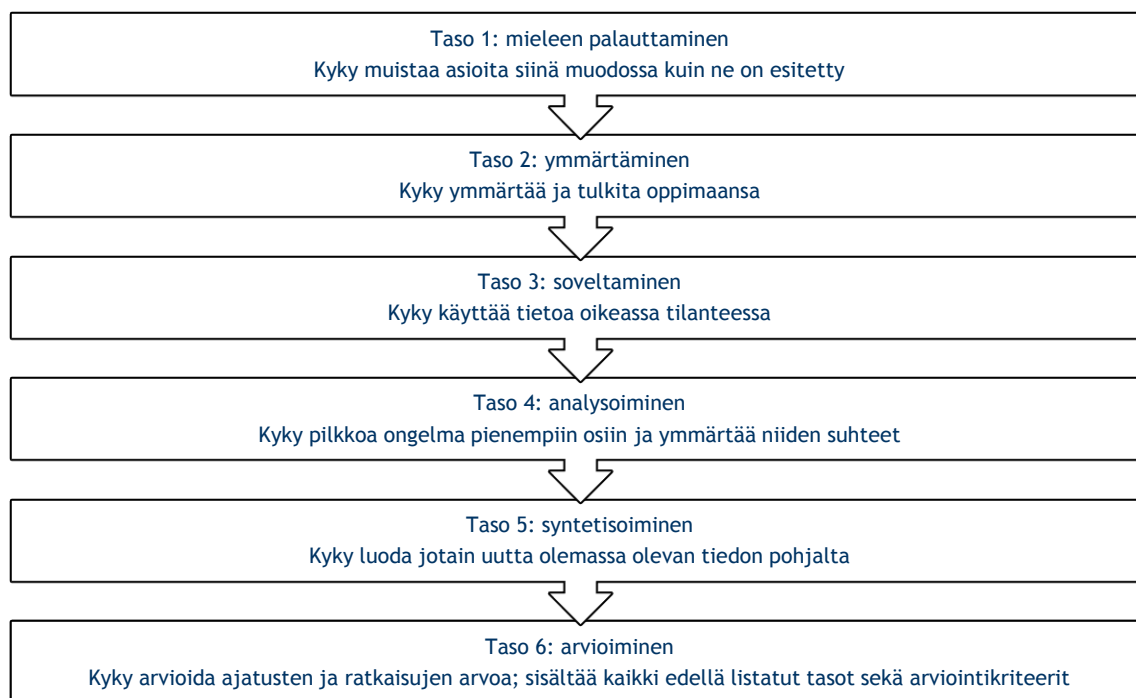 Taso 1: mieleen palauttaminen
Kyky muistaa asioita siinä muodossa kuin ne on esitetty
Taso 2: ymmärtäminen
Kyky ymmärtää ja tulkita oppimaansa
Taso 3: soveltaminen
Kyky käyttää tietoa oikeassa tilanteessa
Taso 4: analysoiminen
Kyky pilkkoa ongelma pienempiin osiin ja ymmärtää niiden suhteet
Taso 5: syntetisoiminen
Kyky luoda jotain uutta olemassa olevan tiedon pohjalta
Taso 6: arvioiminen
Kyky arvioida ajatusten ja ratkaisujen arvoa; sisältää kaikki edellä listatut tasot sekä arviointikriteerit